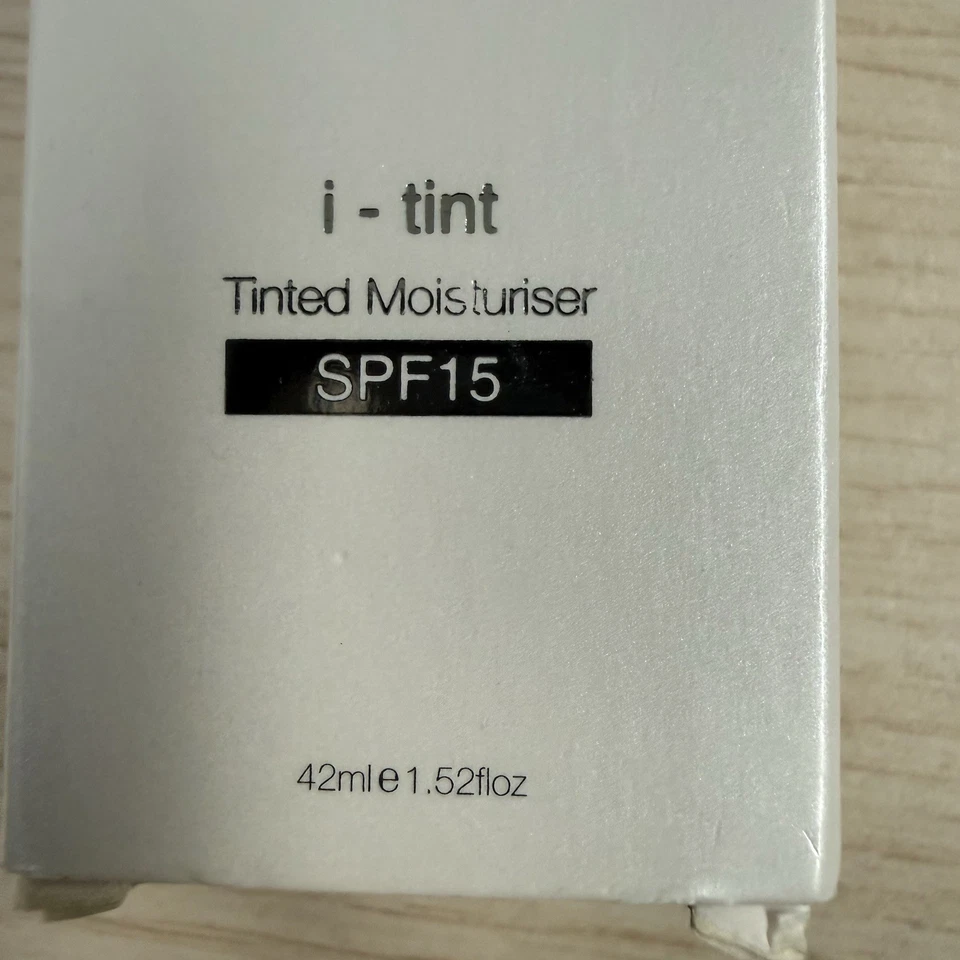 i - tint
Tinted Moisturiser
SPF15
42ml℮1.52floz